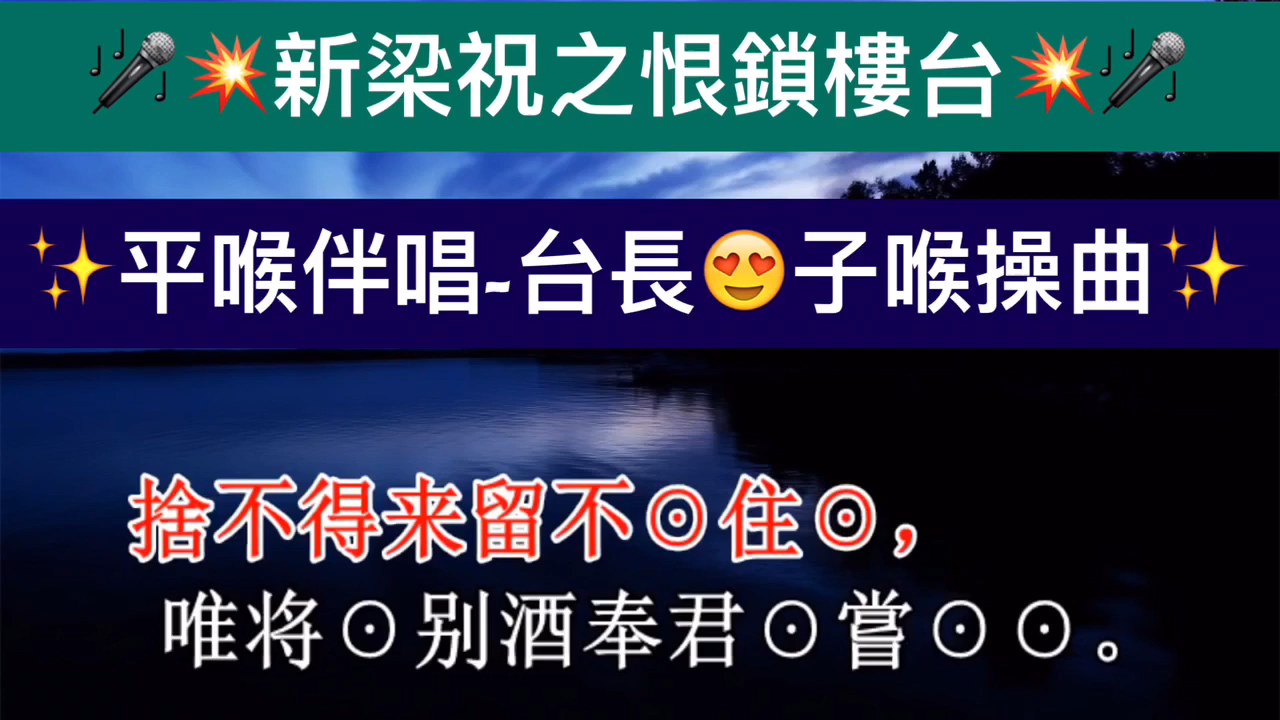 🎤💥新梁祝之恨鎖樓台💥🎤
✨平喉伴唱~台長😍子喉操曲✨
捨不得来留不⊙住⊙，
唯将⊙别酒奉君⊙嘗⊙⊙。